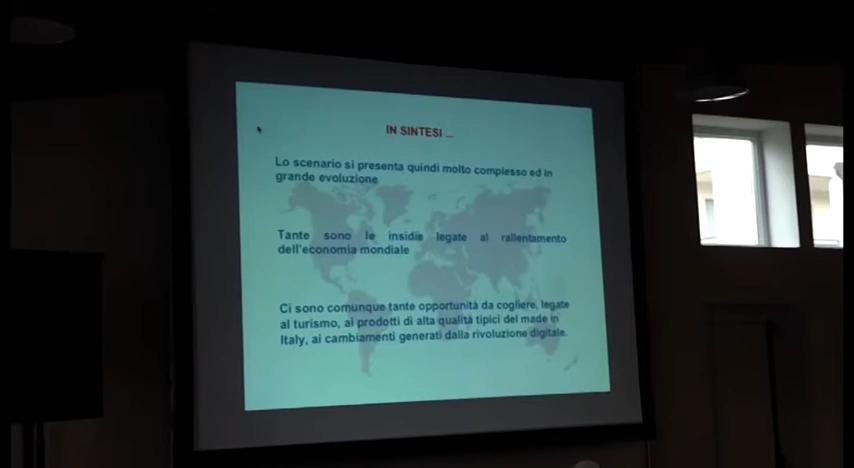 IN SINTESI ...
Lo scenario si presenta quindi molto complesso ed in
grande evoluzione
Tante sono le insidie legate al rallentamento
dell'economia mondiale
Ci sono comunque tante opportunità da cogliere, legate
al turismo, ai prodotti di alta qualità tipici del made in
Italy, ai cambiamenti generati dalla rivoluzione digitale.